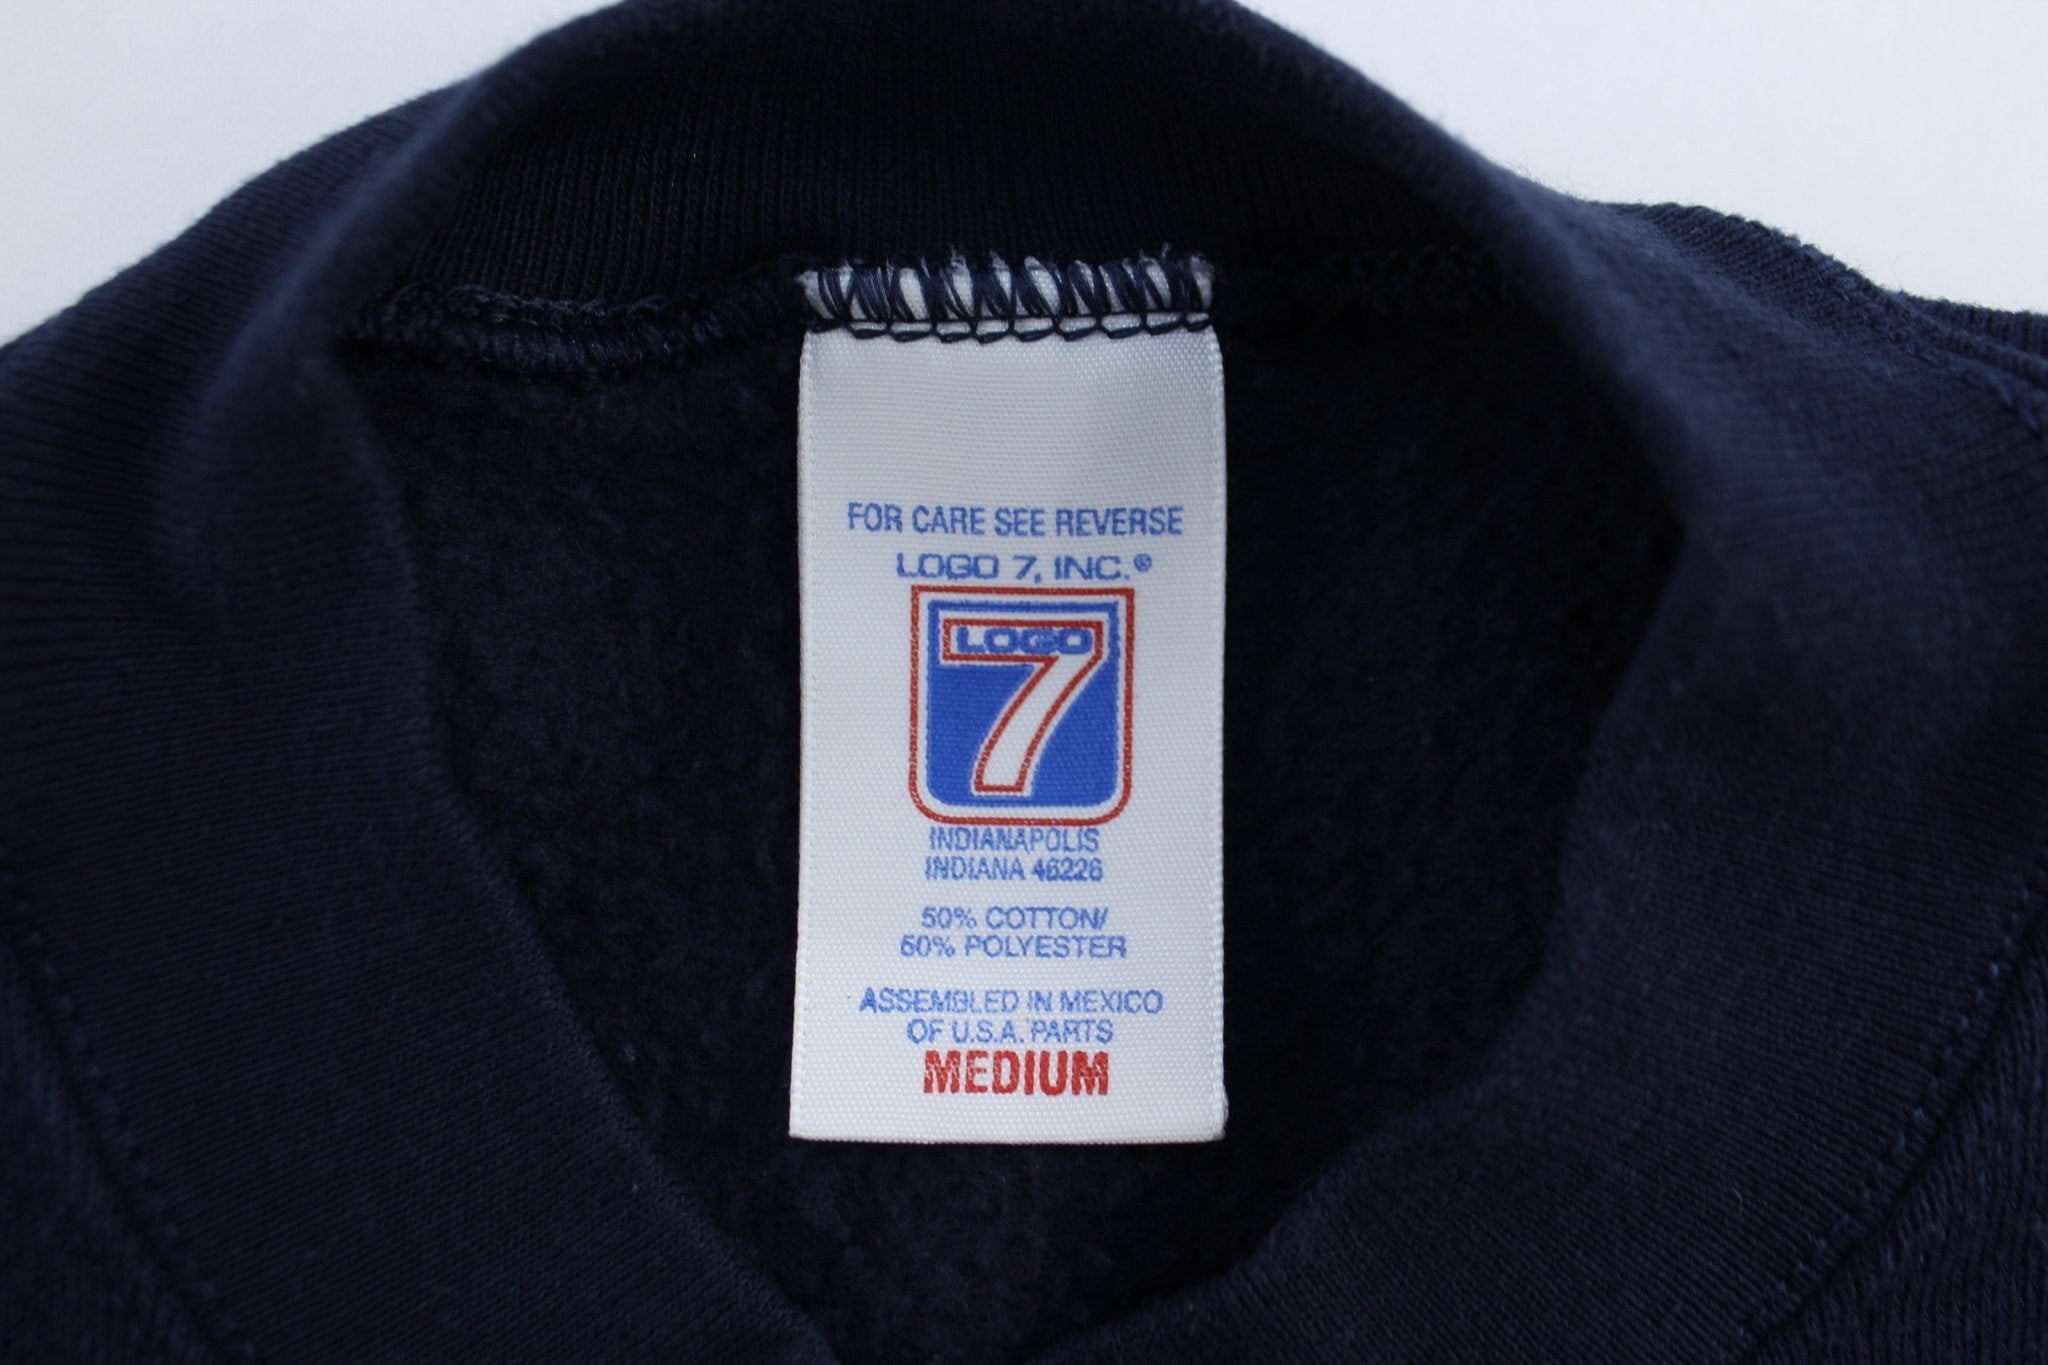 FOR CARE SEE REVERSE
LOGO 7, INC.®
LOGO
7
INDIANAPOLIS
INDIANA 46226
50% COTTON/
50% POLYESTER
ASSEMBLED IN MEXICO
OF U.S.A. PARTS
MEDIUM